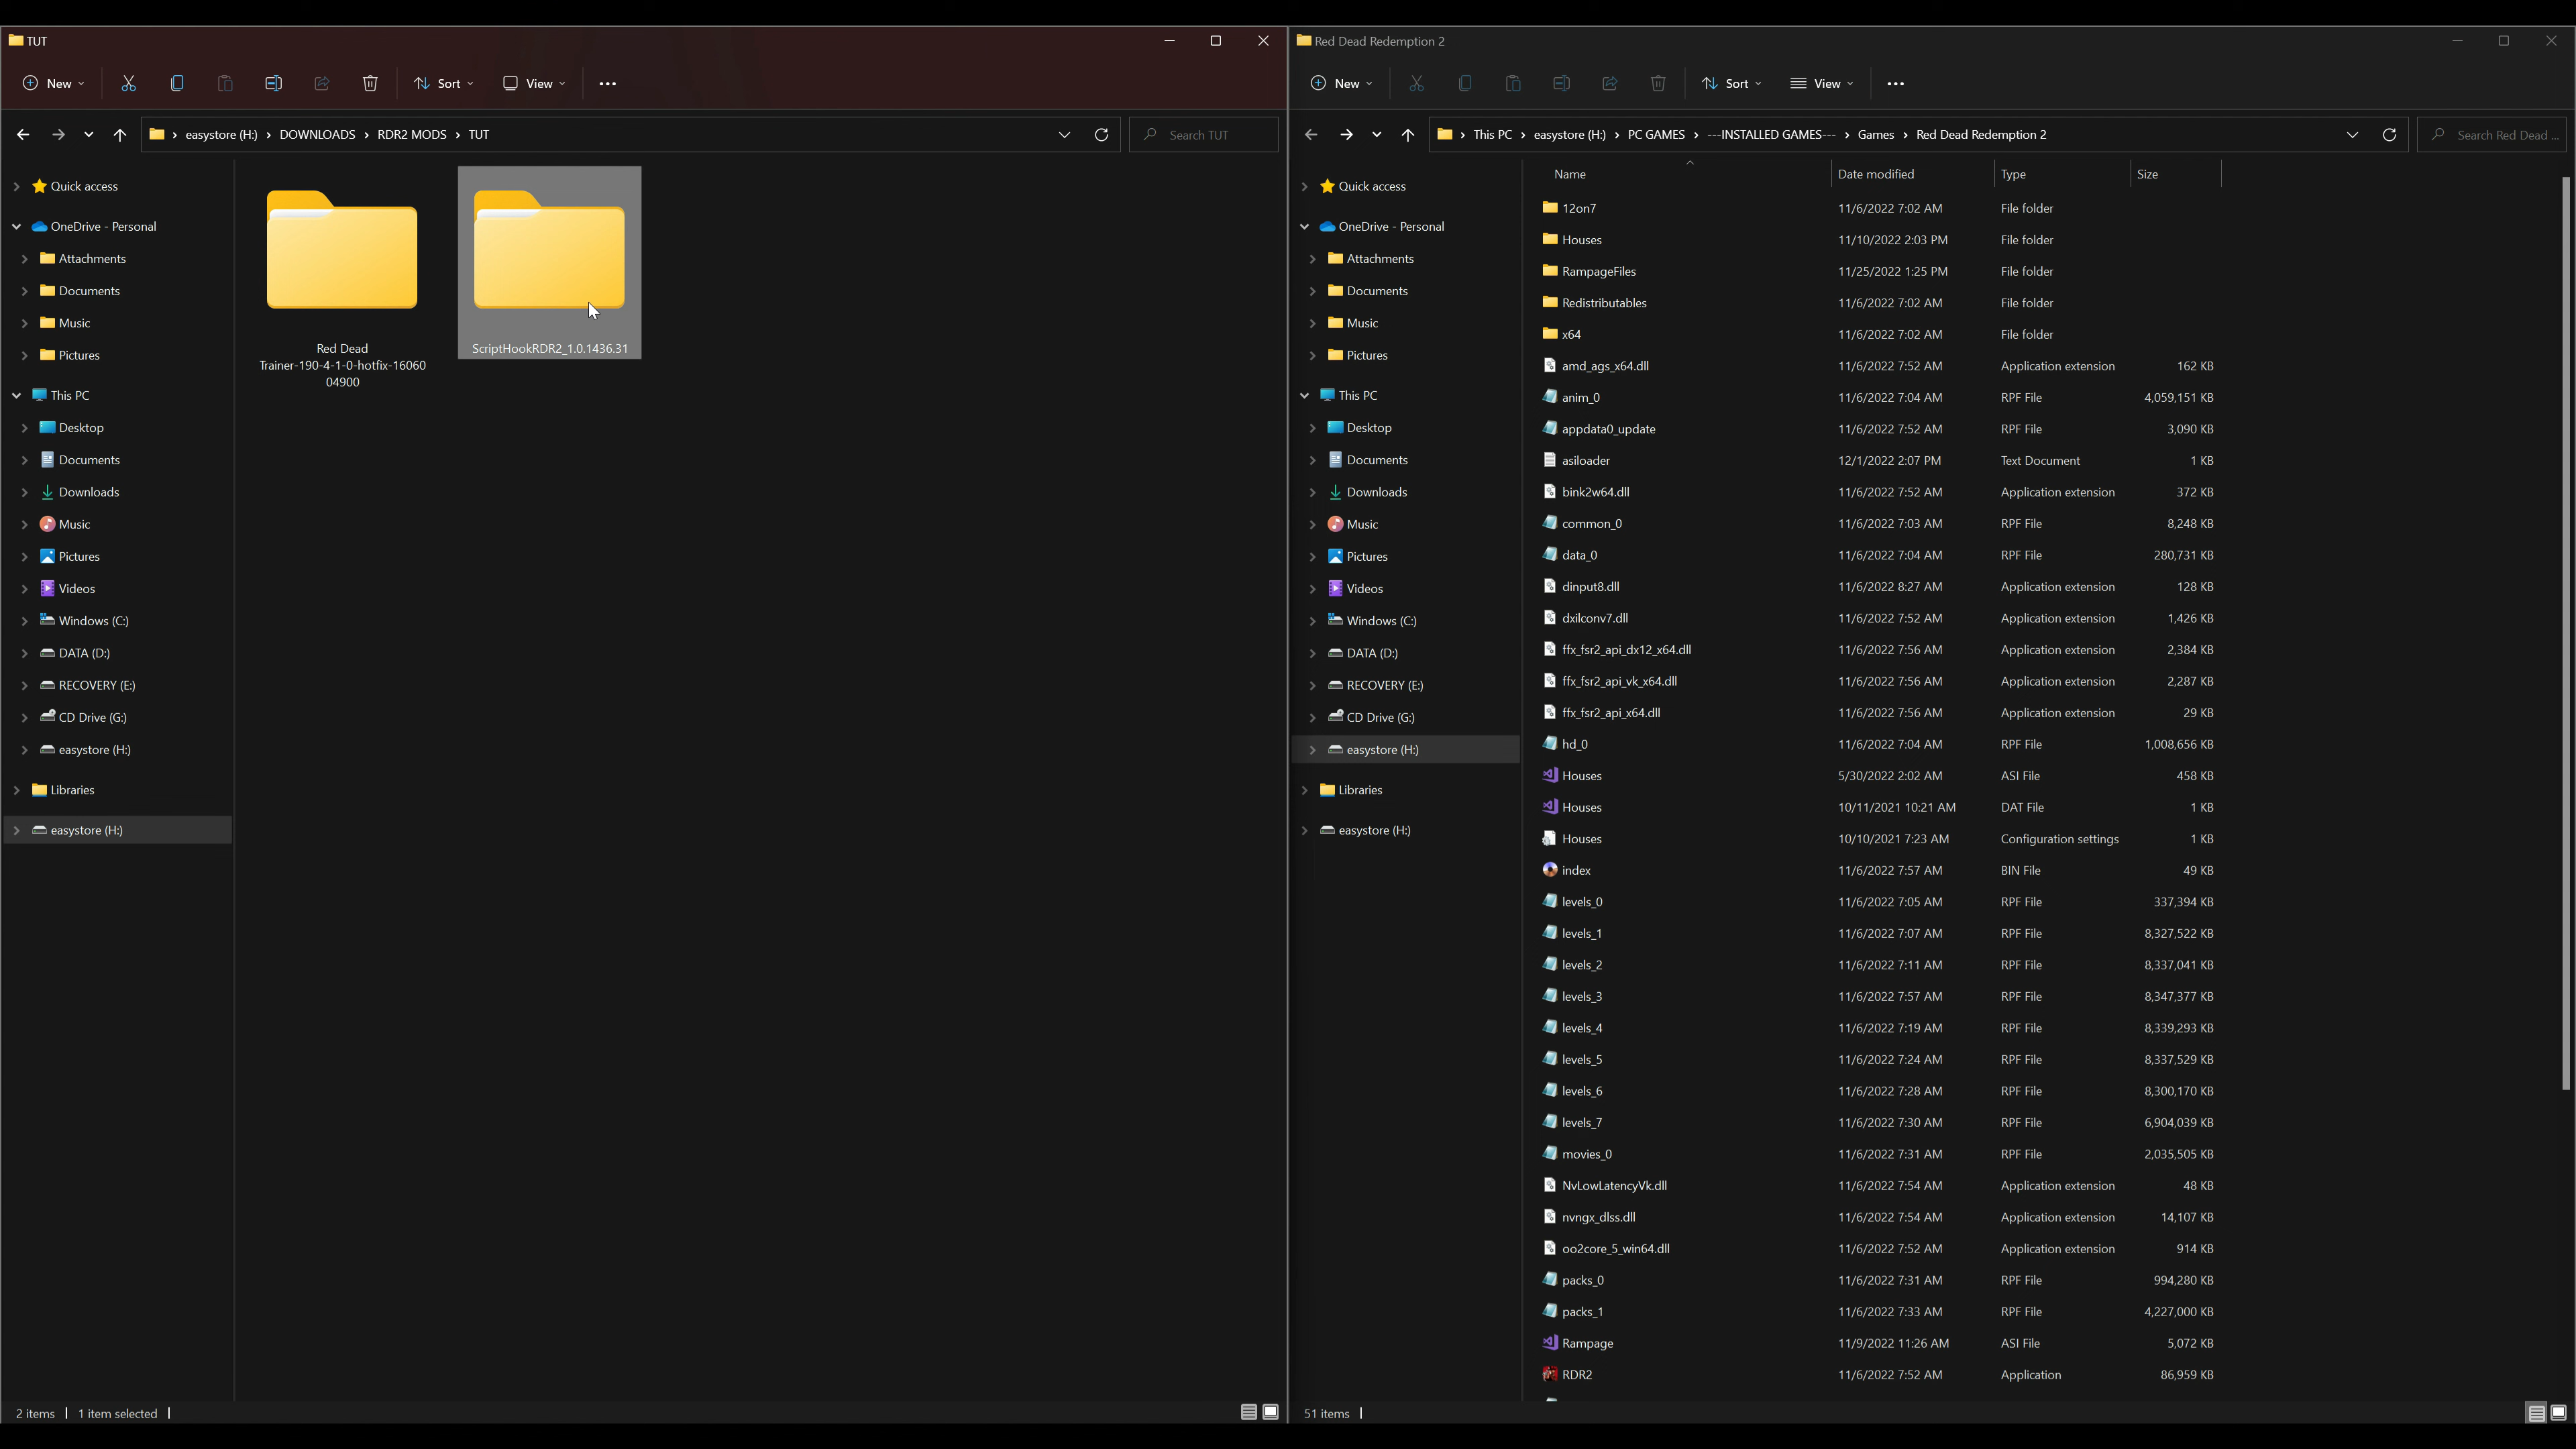 TUT
New
Sort
View
easystore (H:) > DOWNLOADS > RDR2 MODS > TUT
Search TUT
Quick access
OneDrive - Personal
Attachments
Documents
Music
Pictures
This PC
Desktop
Documents
Downloads
Music
Pictures
Videos
Windows (C:)
DATA (D:)
RECOVERY (E:)
CD Drive (G:)
easystore (H:)
Libraries
easystore (H:)
Red Dead
Trainer-190-4-1-0-hotfix-16060
04900
ScriptHookRDR2_1.0.1436.31
2 items
1 item selected
Red Dead Redemption 2
New
Sort
View
This PC > easystore (H:) > PC GAMES > ---INSTALLED GAMES--- > Games > Red Dead Redemption 2
Search Red Dead ...
Quick access
OneDrive - Personal
Attachments
Documents
Music
Pictures
This PC
Desktop
Documents
Downloads
Music
Pictures
Videos
Windows (C:)
DATA (D:)
RECOVERY (E:)
CD Drive (G:)
easystore (H:)
Libraries
easystore (H:)
Name Date modified Type Size
12on7 11/6/2022 7:02 AM File folder
Houses 11/10/2022 2:03 PM File folder
RampageFiles 11/25/2022 1:25 PM File folder
Redistributables 11/6/2022 7:02 AM File folder
x64 11/6/2022 7:02 AM File folder
amd_ags_x64.dll 11/6/2022 7:52 AM Application extension 162 KB
anim_0 11/6/2022 7:04 AM RPF File 4,059,151 KB
appdata0_update 11/6/2022 7:52 AM RPF File 3,090 KB
asiloader 12/1/2022 2:07 PM Text Document 1 KB
bink2w64.dll 11/6/2022 7:52 AM Application extension 372 KB
common_0 11/6/2022 7:03 AM RPF File 8,248 KB
data_0 11/6/2022 7:04 AM RPF File 280,731 KB
dinput8.dll 11/6/2022 8:27 AM Application extension 128 KB
dxilconv7.dll 11/6/2022 7:52 AM Application extension 1,426 KB
ffx_fsr2_api_dx12_x64.dll 11/6/2022 7:56 AM Application extension 2,384 KB
ffx_fsr2_api_vk_x64.dll 11/6/2022 7:56 AM Application extension 2,287 KB
ffx_fsr2_api_x64.dll 11/6/2022 7:56 AM Application extension 29 KB
hd_0 11/6/2022 7:04 AM RPF File 1,008,656 KB
Houses 5/30/2022 2:02 AM ASI File 458 KB
Houses 10/11/2021 10:21 AM DAT File 1 KB
Houses 10/10/2021 7:23 AM Configuration settings 1 KB
index 11/6/2022 7:57 AM BIN File 49 KB
levels_0 11/6/2022 7:05 AM RPF File 337,394 KB
levels_1 11/6/2022 7:07 AM RPF File 8,327,522 KB
levels_2 11/6/2022 7:11 AM RPF File 8,337,041 KB
levels_3 11/6/2022 7:57 AM RPF File 8,347,377 KB
levels_4 11/6/2022 7:19 AM RPF File 8,339,293 KB
levels_5 11/6/2022 7:24 AM RPF File 8,337,529 KB
levels_6 11/6/2022 7:28 AM RPF File 8,300,170 KB
levels_7 11/6/2022 7:30 AM RPF File 6,904,039 KB
movies_0 11/6/2022 7:31 AM RPF File 2,035,505 KB
NvLowLatencyVk.dll 11/6/2022 7:54 AM Application extension 48 KB
nvngx_dlss.dll 11/6/2022 7:54 AM Application extension 14,107 KB
oo2core_5_win64.dll 11/6/2022 7:52 AM Application extension 914 KB
packs_0 11/6/2022 7:31 AM RPF File 994,280 KB
packs_1 11/6/2022 7:33 AM RPF File 4,227,000 KB
Rampage 11/9/2022 11:26 AM ASI File 5,072 KB
RDR2 11/6/2022 7:52 AM Application 86,959 KB
51 items